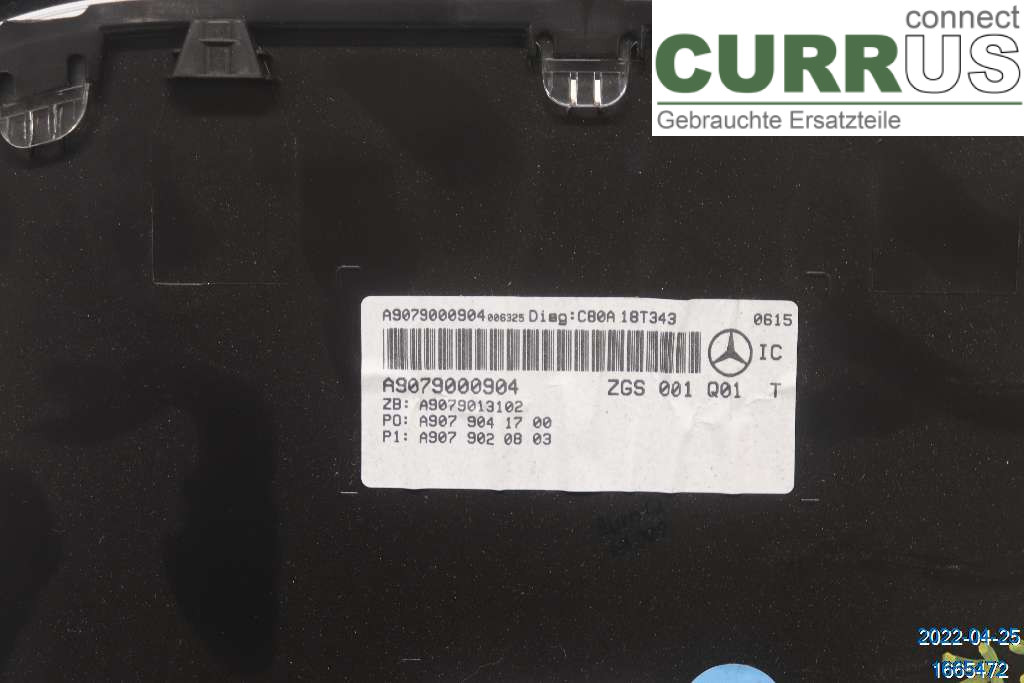 connect
CURRUS
Gebrauchte Ersatzteile
A9079000904 006325 Diag:C80A 18T343 0615
IC
A9079000904 ZGS 001 Q01 T
ZB: A9079013102
P0: A907 904 17 00
P1: A907 902 08 03
2022-04-25
1665472